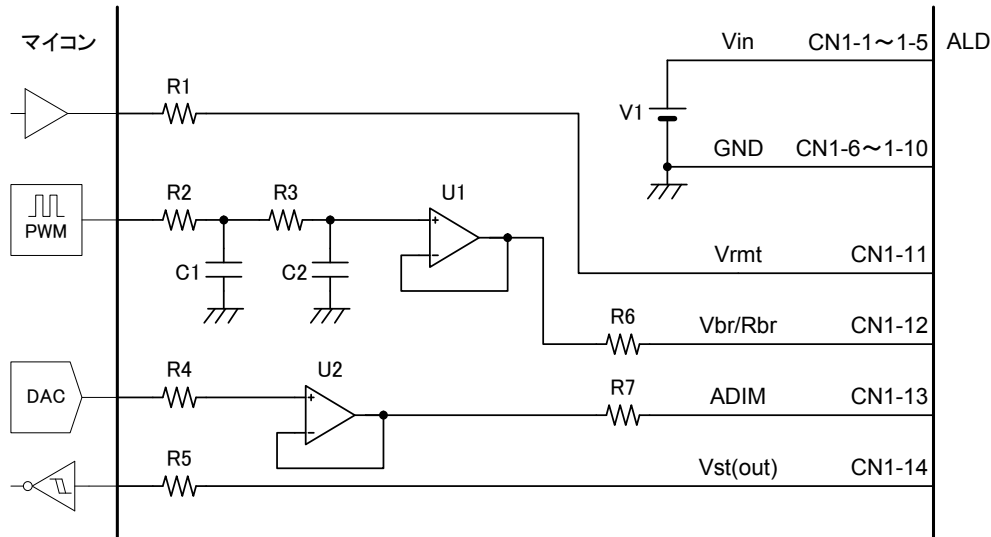 マイコン
Vin CN1-1～1-5 ALD
R1
V1
GND CN1-6～1-10
R2 R3 U1
PWM
C1 C2
Vrmt CN1-11
R6 Vbr/Rbr CN1-12
R4 U2 R7
DAC
ADIM CN1-13
R5 Vst(out) CN1-14